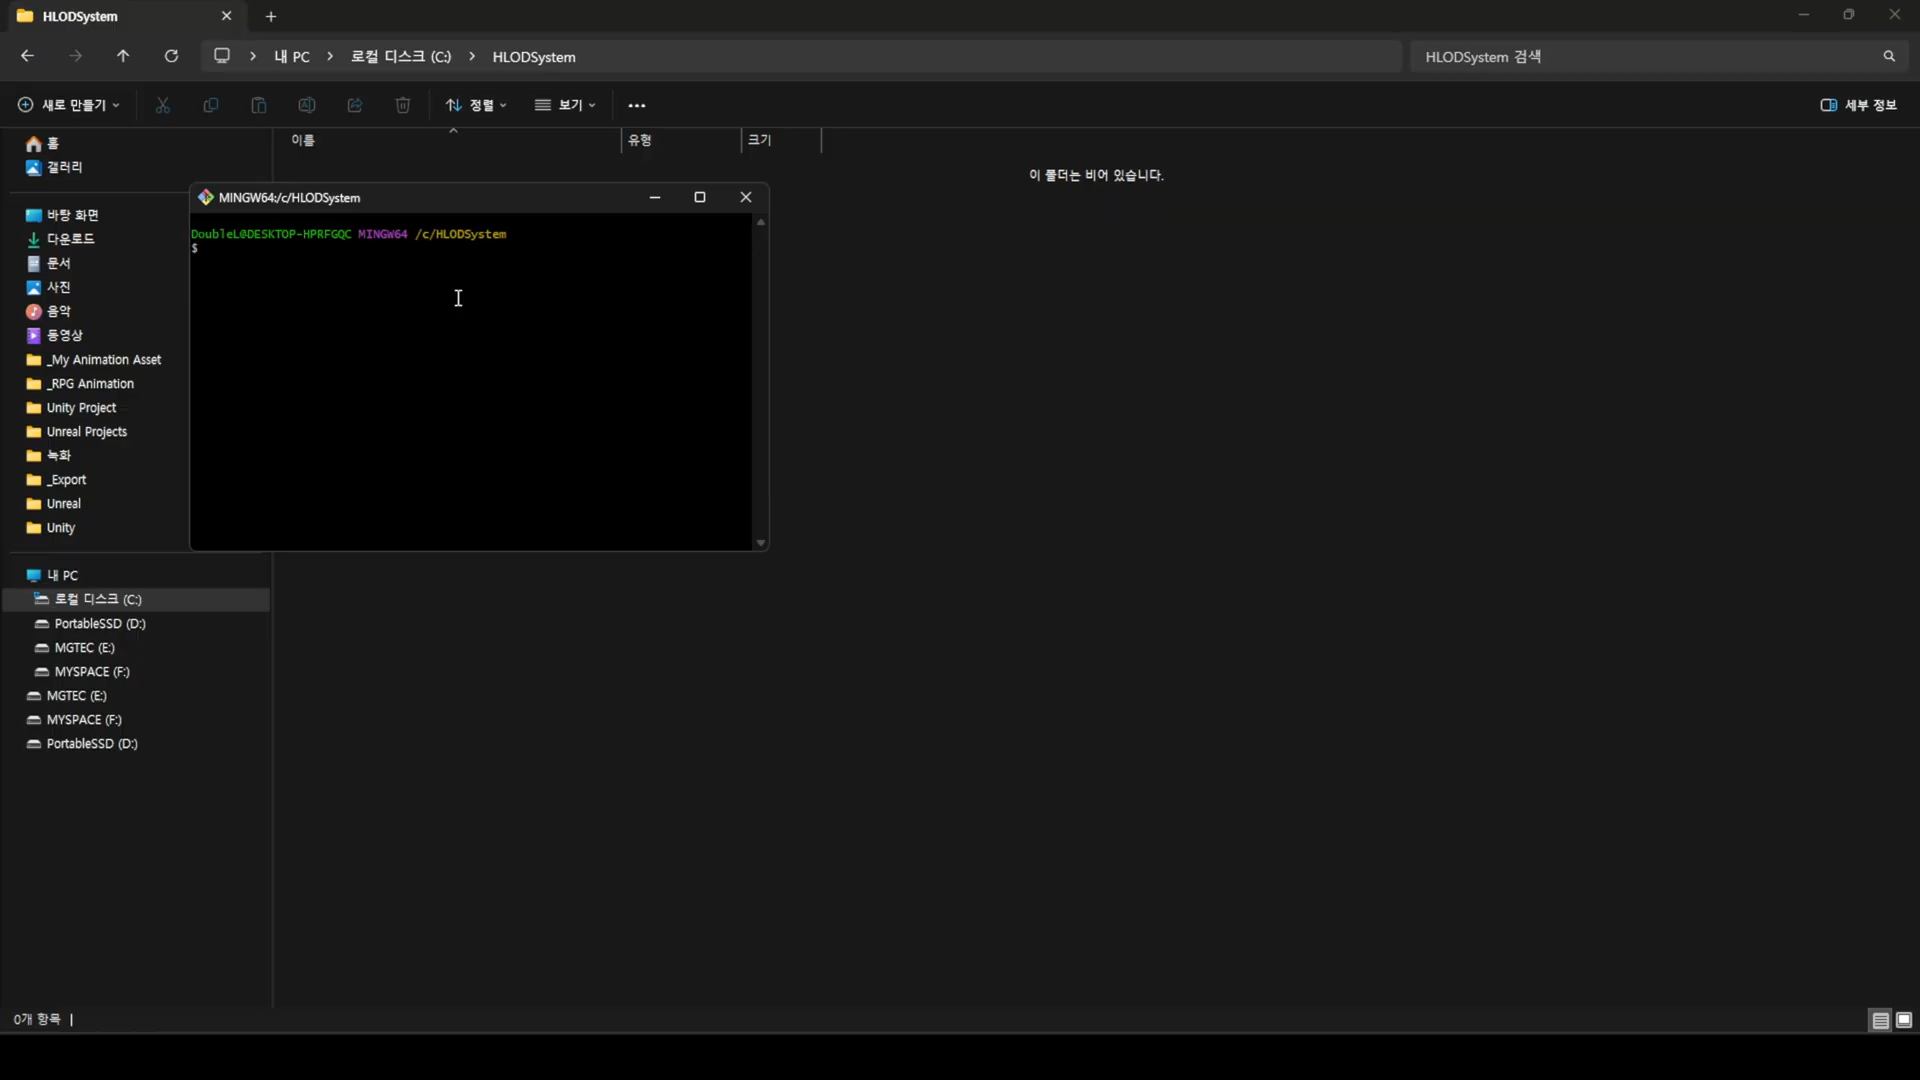 HLODSystem
내 PC
로컬 디스크 (C:)
HLODSystem
HLODSystem 검색
새로 만들기
정렬
보기
세부 정보
홈
갤러리
이름
유형
크기
이 폴더는 비어 있습니다.
MINGW64:/c/HLODSystem
DoubleL@DESKTOP-HPRFGQC MINGW64 /c/HLODSystem
$
바탕 화면
다운로드
문서
사진
음악
동영상
_My Animation Asset
_RPG Animation
Unity Project
Unreal Projects
녹화
_Export
Unreal
Unity
내 PC
로컬 디스크 (C:)
PortableSSD (D:)
MGTEC (E:)
MYSPACE (F:)
MGTEC (E:)
MYSPACE (F:)
PortableSSD (D:)
0개 항목